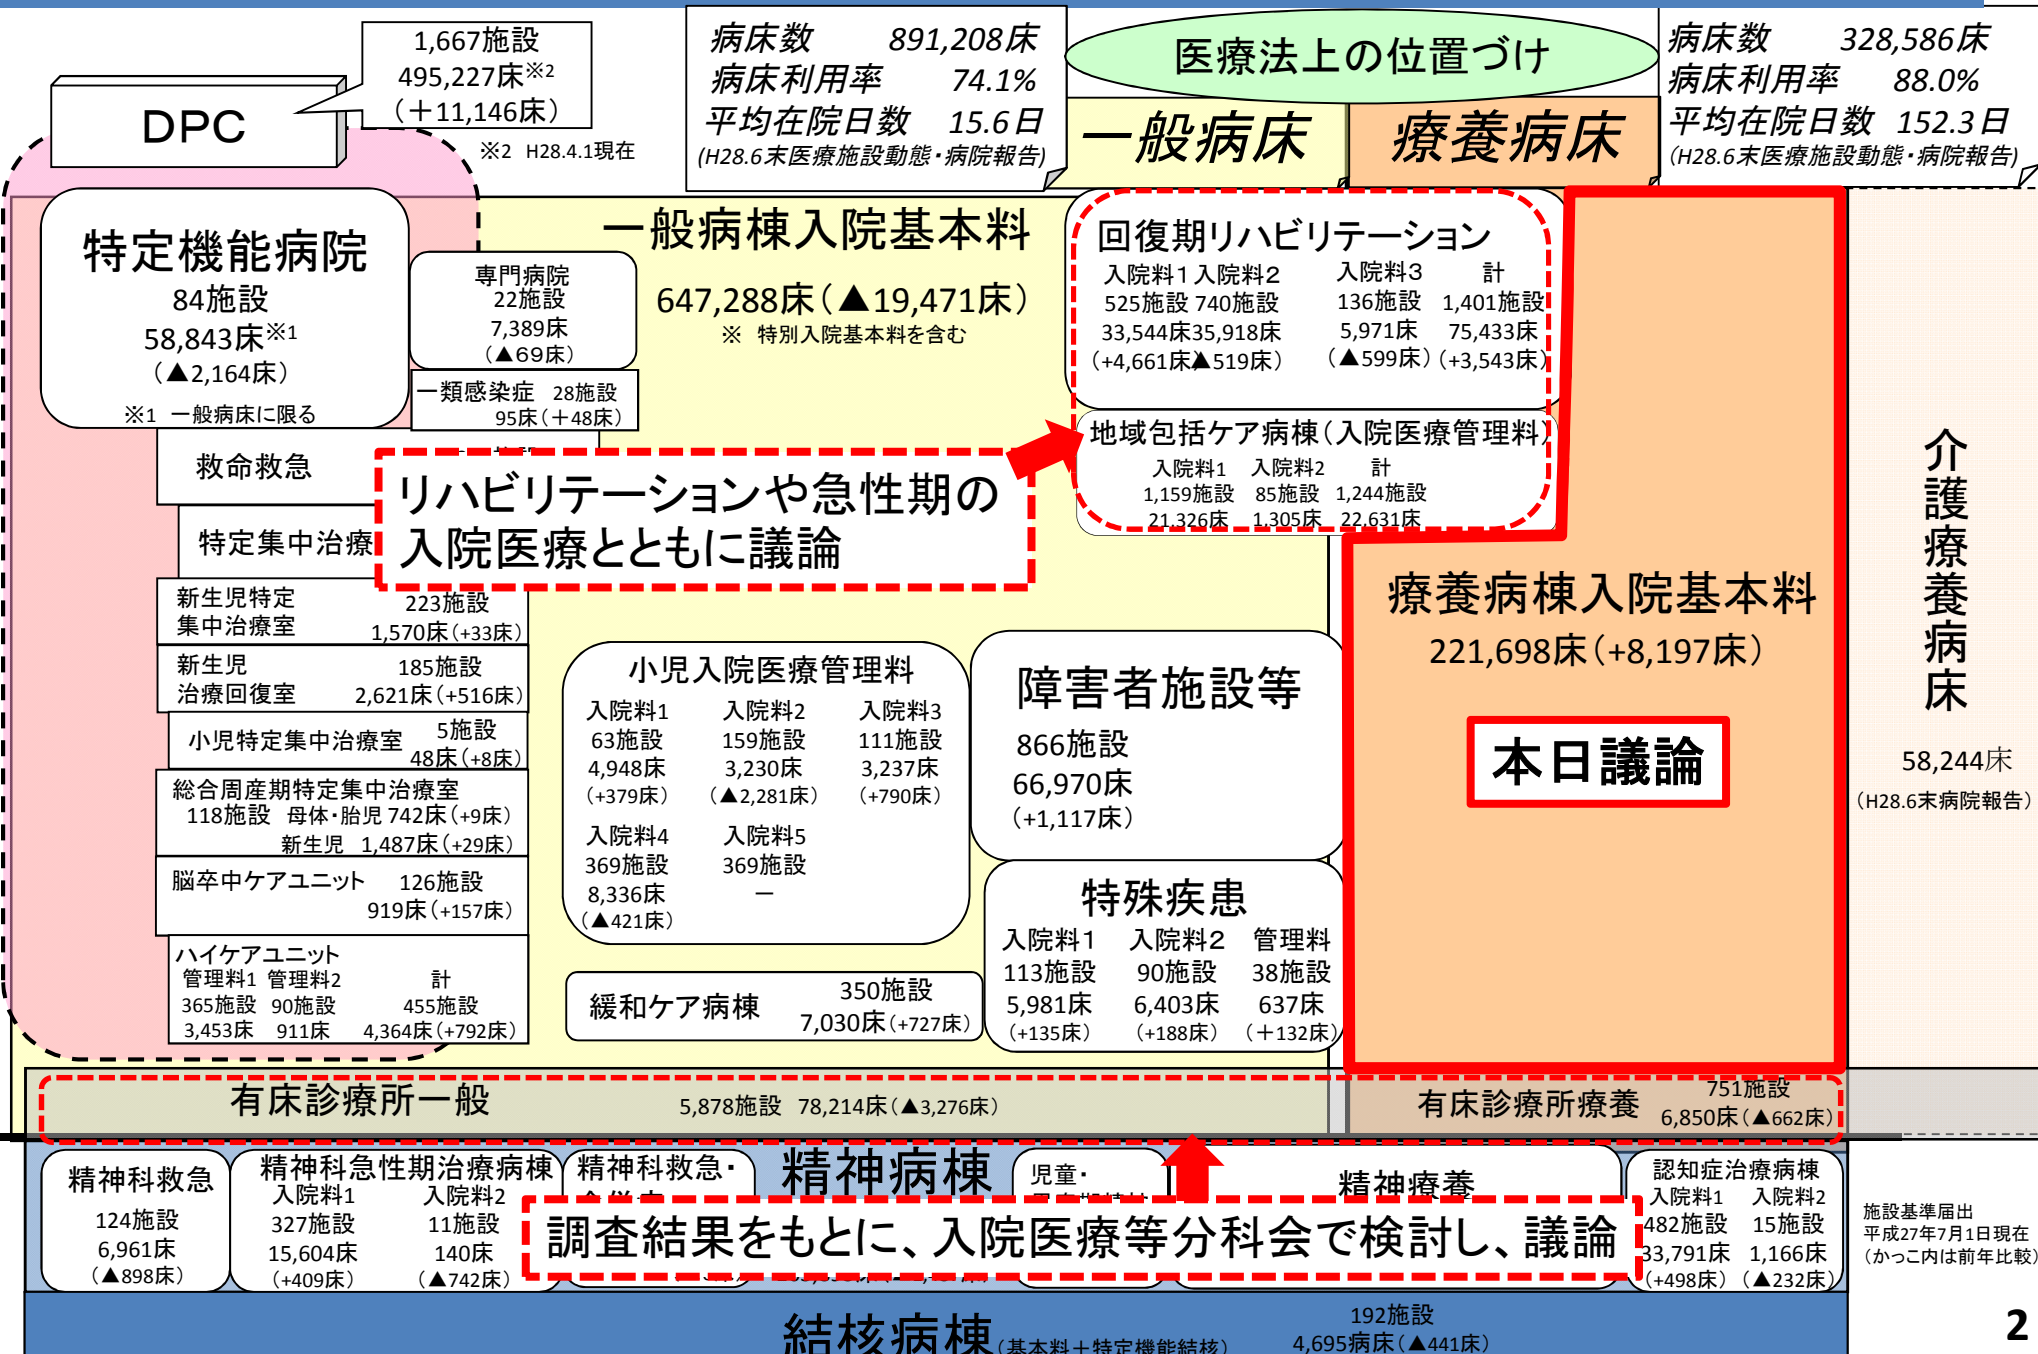 1,667施設
495,227床※2
(＋11,146床)
DPC
※2 H28.4.1現在
病床数 891,208床
病床利用率 74.1%
平均在院日数 15.6日
(H28.6末医療施設動態・病院報告)
医療法上の位置づけ
一般病床
療養病床
病床数 328,586床
病床利用率 88.0%
平均在院日数 152.3日
(H28.6末医療施設動態・病院報告)
特定機能病院
84施設
58,843床※1
(▲2,164床)
※1 一般病床に限る
専門病院
22施設
7,389床
(▲69床)
一類感染症 28施設
95床(＋48床)
一般病棟入院基本料
647,288床(▲19,471床)
※ 特別入院基本料を含む
回復期リハビリテーション
入院料1 入院料2 入院料3 計
525施設 740施設 136施設 1,401施設
33,544床 35,918床 5,971床 75,433床
(+4,661床) ▲519床) (▲599床) (+3,543床)
地域包括ケア病棟(入院医療管理料)
入院料1 入院料2 計
1,159施設 85施設 1,244施設
21,326床 1,305床 22,631床
救命救急
特定集中治療
リハビリテーションや急性期の
入院医療とともに議論
新生児特定
集中治療室
223施設
1,570床(+33床)
新生児
治療回復室
185施設
2,621床(+516床)
小児特定集中治療室 5施設
48床(+8床)
総合周産期特定集中治療室
118施設 母体・胎児 742床(+9床)
新生児 1,487床(+29床)
脳卒中ケアユニット 126施設
919床(+157床)
ハイケアユニット
管理料1 管理料2 計
365施設 90施設 455施設
3,453床 911床 4,364床(+792床)
小児入院医療管理料
入院料1 入院料2 入院料3
63施設 159施設 111施設
4,948床 3,230床 3,237床
(+379床) (▲2,281床) (+790床)
入院料4 入院料5
369施設 369施設
8,336床 －
(▲421床)
緩和ケア病棟 350施設
7,030床(+727床)
障害者施設等
866施設
66,970床
(+1,117床)
特殊疾患
入院料1 入院料2 管理料
113施設 90施設 38施設
5,981床 6,403床 637床
(+135床) (+188床) (＋132床)
療養病棟入院基本料
221,698床(+8,197床)
本日議論
介護療養病床
58,244床
(H28.6末病院報告)
有床診療所一般 5,878施設 78,214床(▲3,276床)
有床診療所療養 751施設
6,850床(▲662床)
精神科救急
124施設
6,961床
(▲898床)
精神科急性期治療病棟
入院料1 入院料2
327施設 11施設
15,604床 140床
(+409床) (▲742床)
精神科救急・
精神病棟
児童・
精神療養
認知症治療病棟
入院料1 入院料2
482施設 15施設
33,791床 1,166床
(+498床) (▲232床)
調査結果をもとに、入院医療等分科会で検討し、議論
施設基準届出
平成27年7月1日現在
(かっこ内は前年比較)
結核病棟(基本料＋特定機能結核)
192施設
4,695病床(▲441床)
2